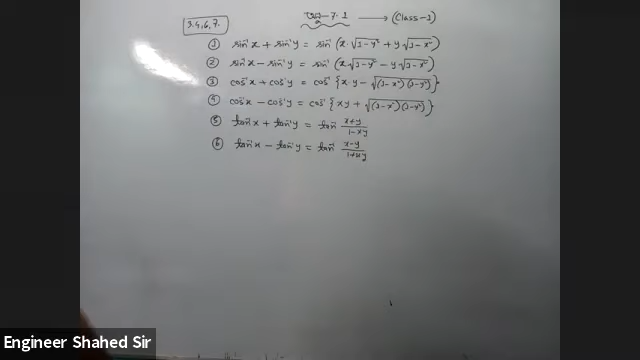 3.4.6.7.
অনু-7.1 ⟶ (Class-1)
① sin⁻¹x + sin⁻¹y = sin⁻¹(x·√1-y² + y√1-x²)
② sin⁻¹x - sin⁻¹y = sin⁻¹(x√1-y² - y√1-x²)
③ cos⁻¹x + cos⁻¹y = cos⁻¹{x·y - √(1-x²)(1-y²)}
④ cos⁻¹x - cos⁻¹y = cos⁻¹{xy + √(1-x²)(1-y²)}
⑤ tan⁻¹x + tan⁻¹y = tan⁻¹ x+y/1-xy
⑥ tan⁻¹x - tan⁻¹y = tan⁻¹ x-y/1+xy
Engineer Shahed Sir